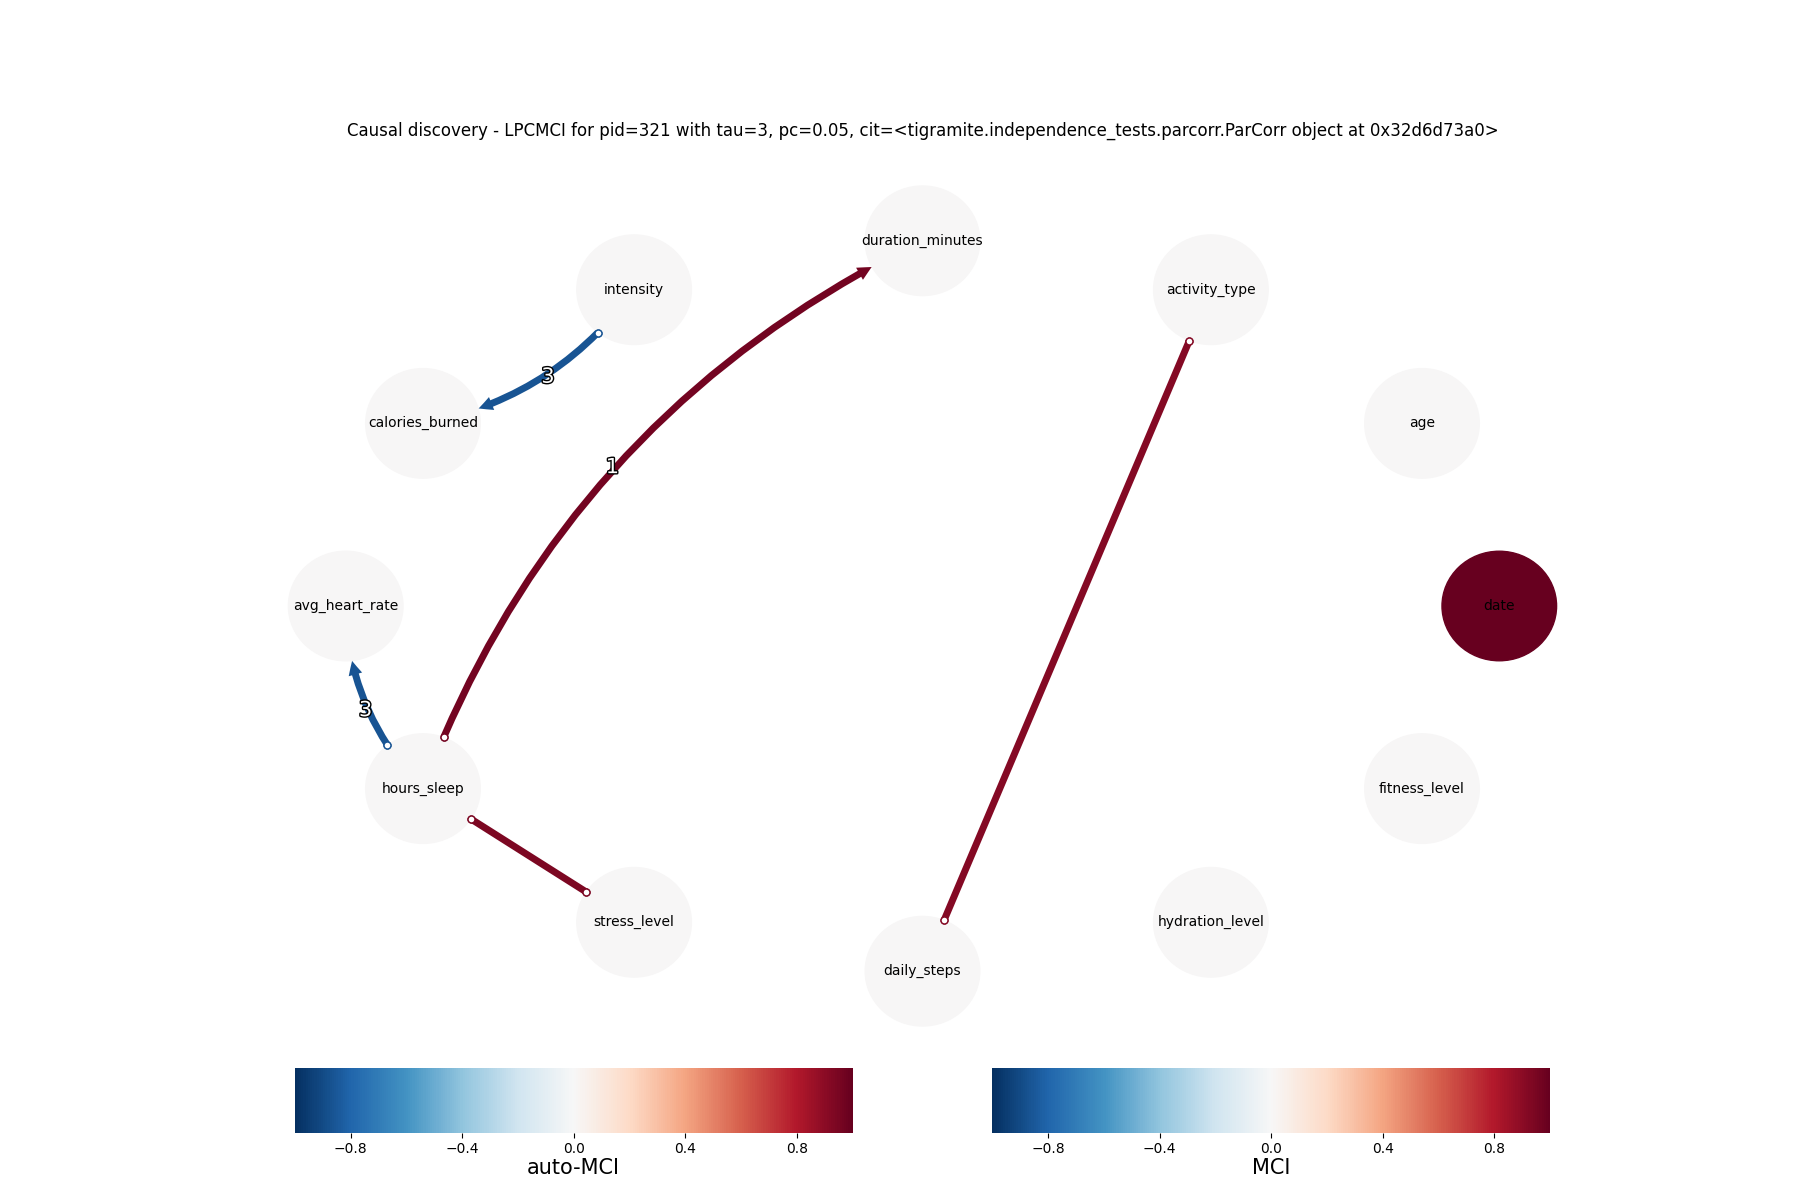 Causal discovery - LPCMCI for pid=321 with tau=3, pc=0.05, cit=<tigramite.independence_tests.parcorr.ParCorr object at 0x32d6d73a0>
duration_minutes
intensity
activity_type
3
calories_burned
age
1
avg_heart_rate
date
3
hours_sleep
fitness_level
stress_level
hydration_level
daily_steps
−0.8 −0.4 0.0 0.4 0.8
auto-MCI
−0.8 −0.4 0.0 0.4 0.8
MCI